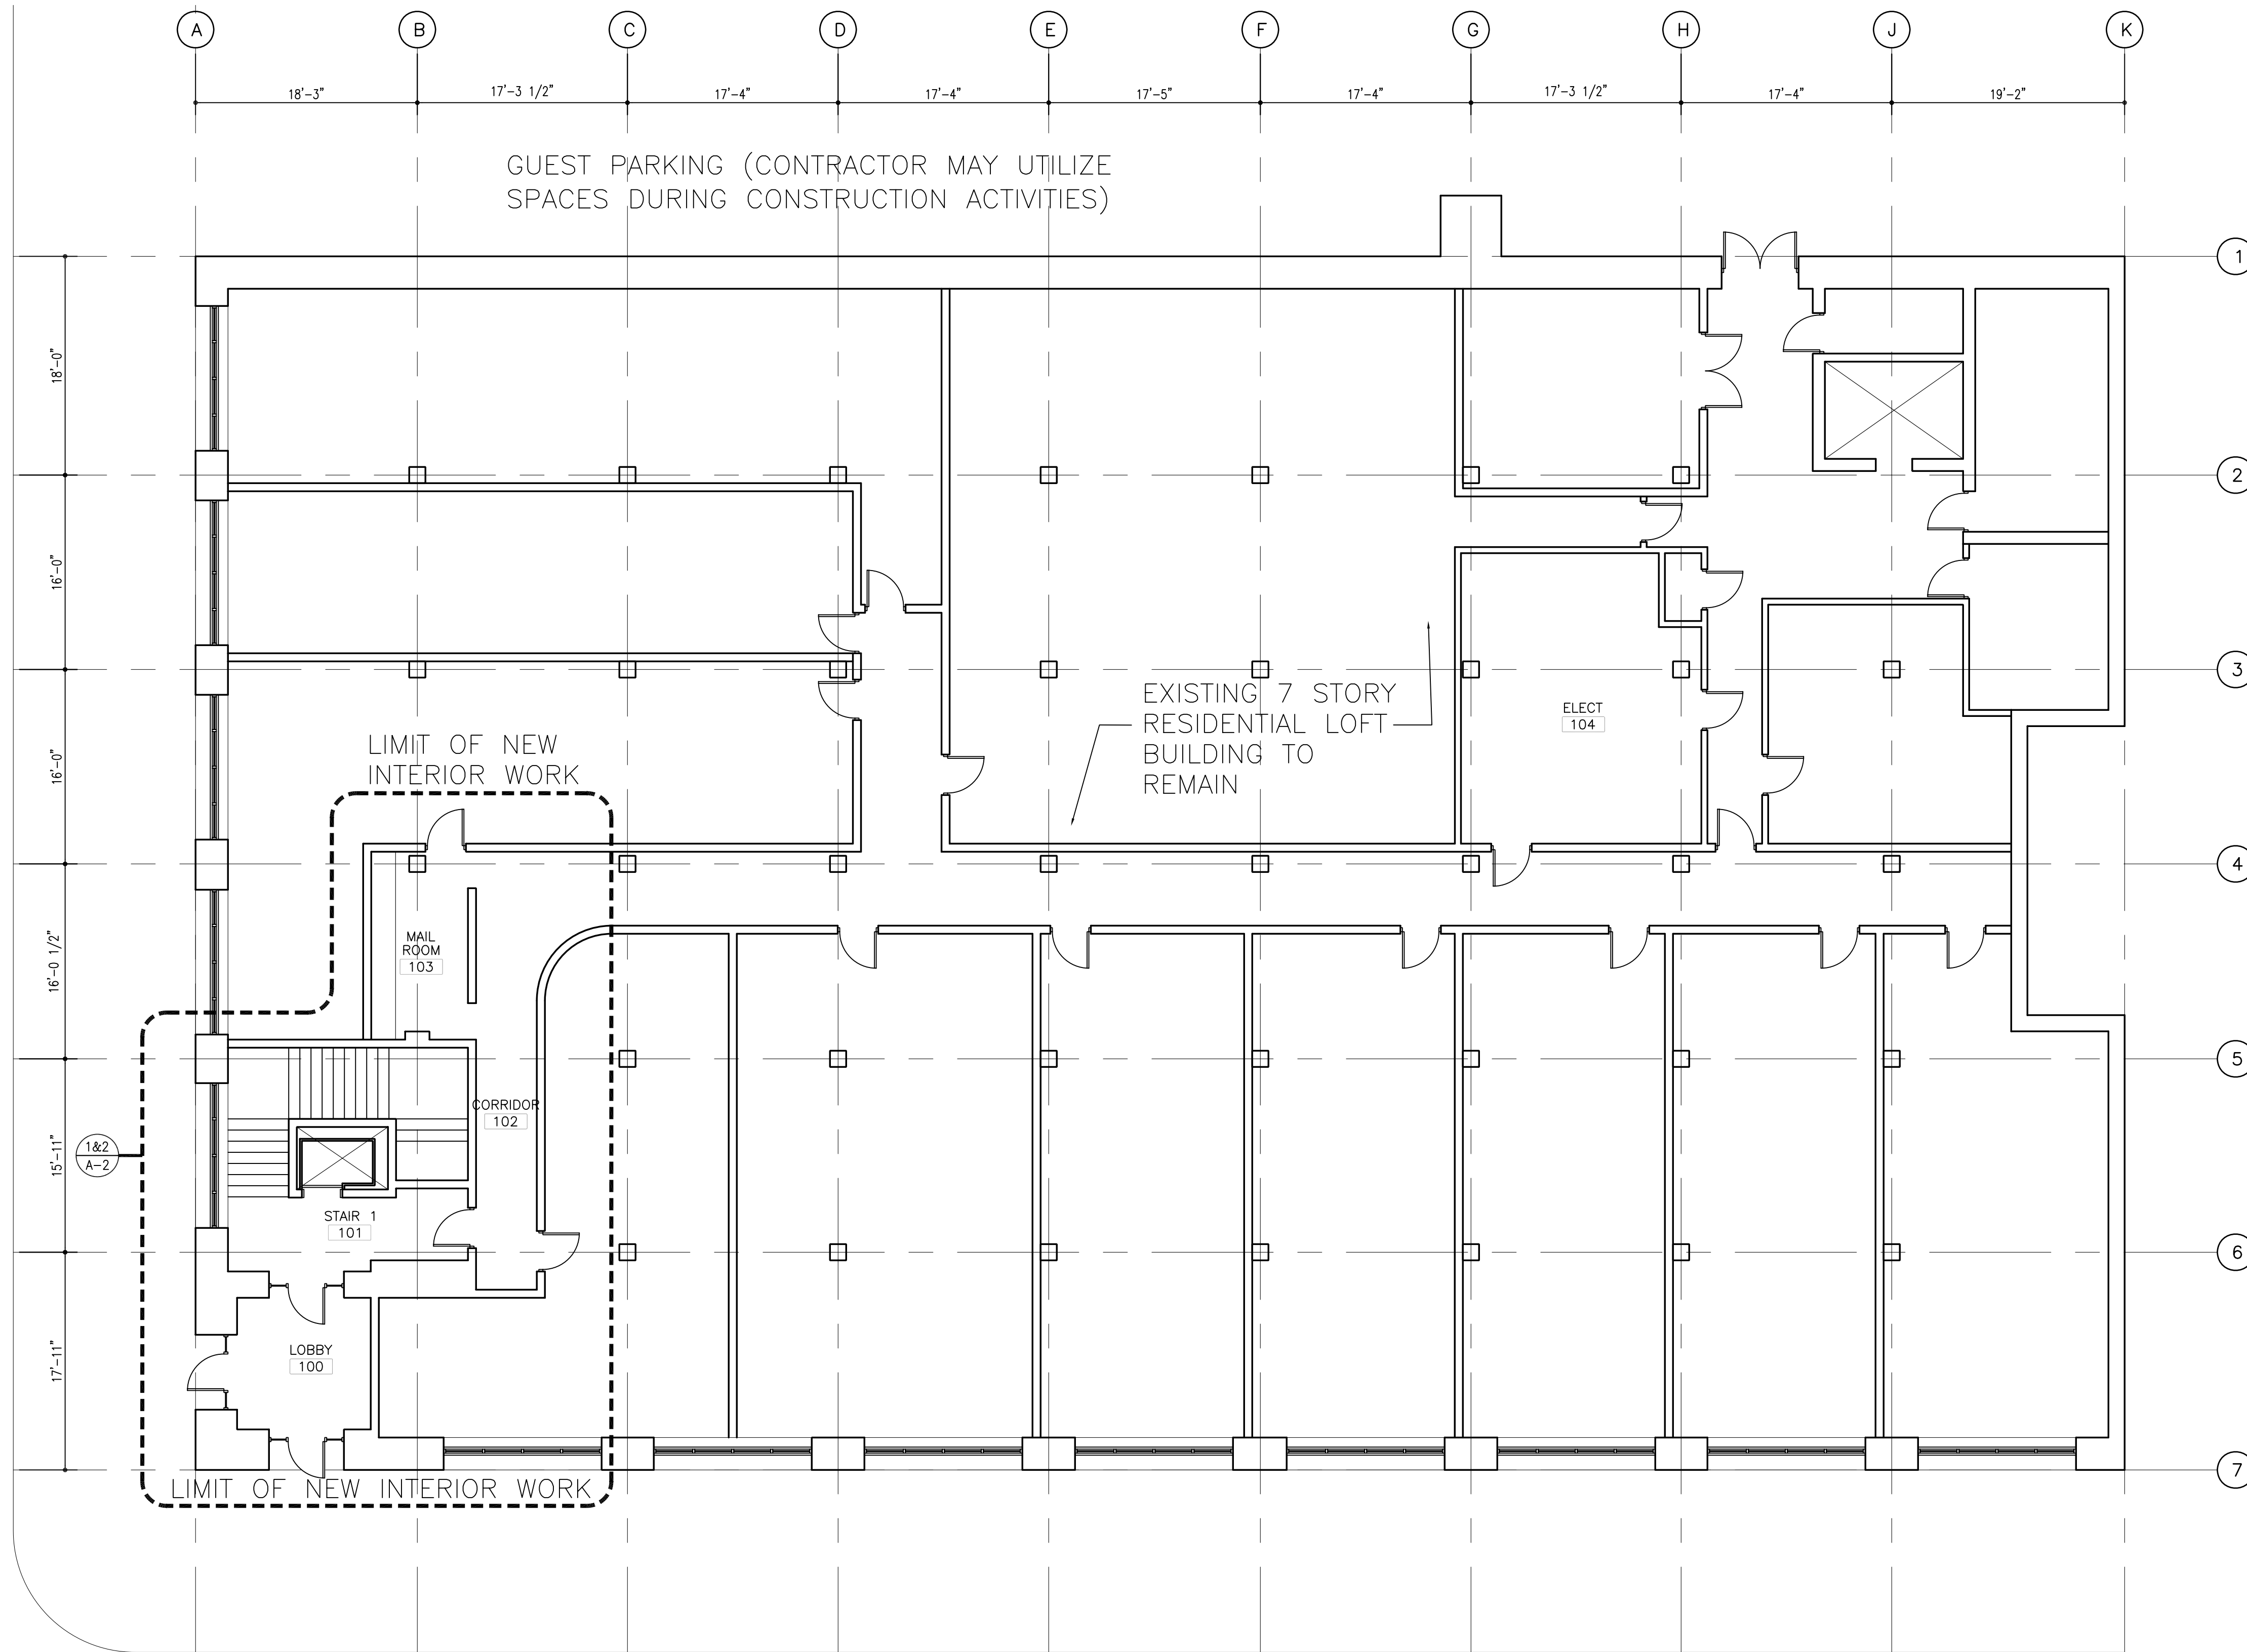 A
B
C
D
E
F
G
H
J
K
18'-3"
17'-3 1/2"
17'-4"
17'-4"
17'-5"
17'-4"
17'-3 1/2"
17'-4"
19'-2"
GUEST PARKING (CONTRACTOR MAY UTILIZE
SPACES DURING CONSTRUCTION ACTIVITIES)
1
18'-0"
2
16'-0"
3
EXISTING 7 STORY
RESIDENTIAL LOFT
BUILDING TO
REMAIN
ELECT
104
16'-0"
LIMIT OF NEW
INTERIOR WORK
4
16'-0 1/2"
MAIL
ROOM
103
5
CORRIDOR
102
15'-11"
1&2
A-2
STAIR 1
101
6
LOBBY
100
17'-11"
7
LIMIT OF NEW INTERIOR WORK